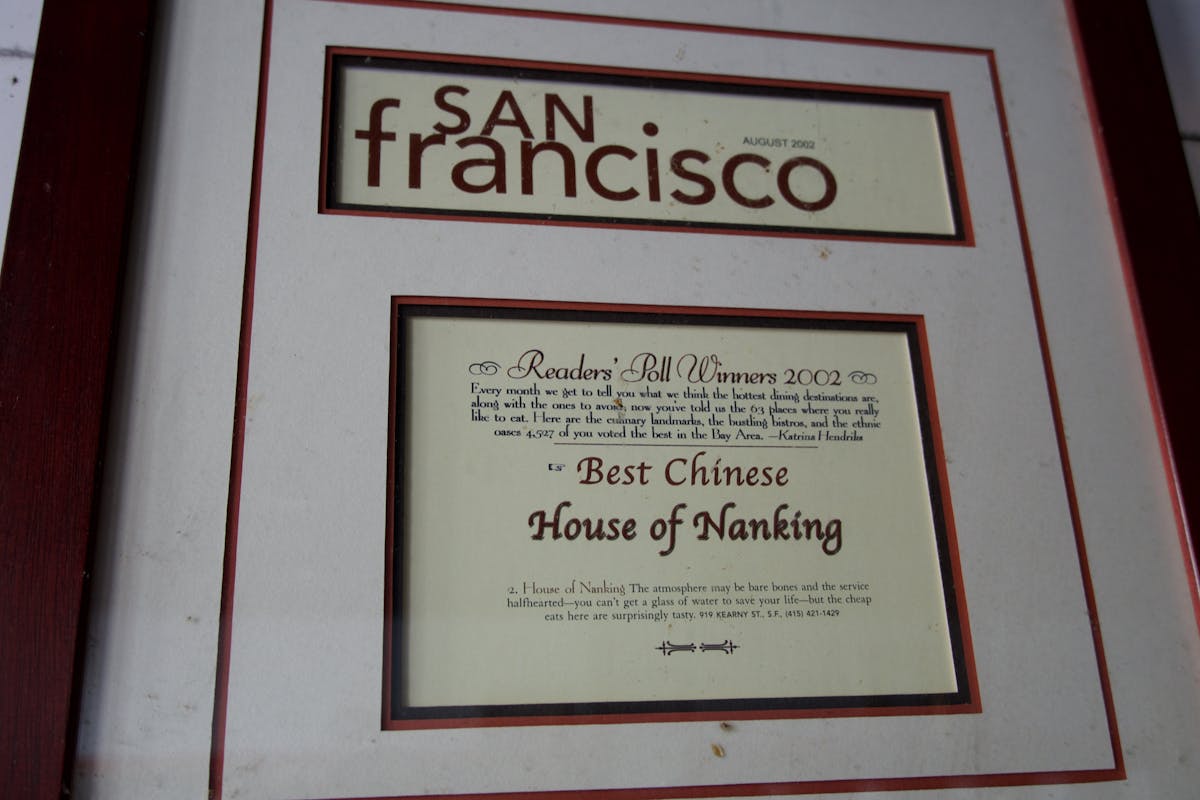 SAN
francisco
AUGUST 2002
Readers' Poll Winners 2002
Every month we get to tell you what we think the hottest dining destinations are,
along with the ones to avoid; now you've told us the 63 places where you really
like to eat. Here are the culinary landmarks, the bustling bistros, and the ethnic
oases 4,527 of you voted the best in the Bay Area. —Katrina Hendriks
☞ Best Chinese
House of Nanking
2. House of Nanking The atmosphere may be bare bones and the service
halfhearted—you can't get a glass of water to save your life—but the cheap
eats here are surprisingly tasty. 919 KEARNY ST., S.F., (415) 421-1429